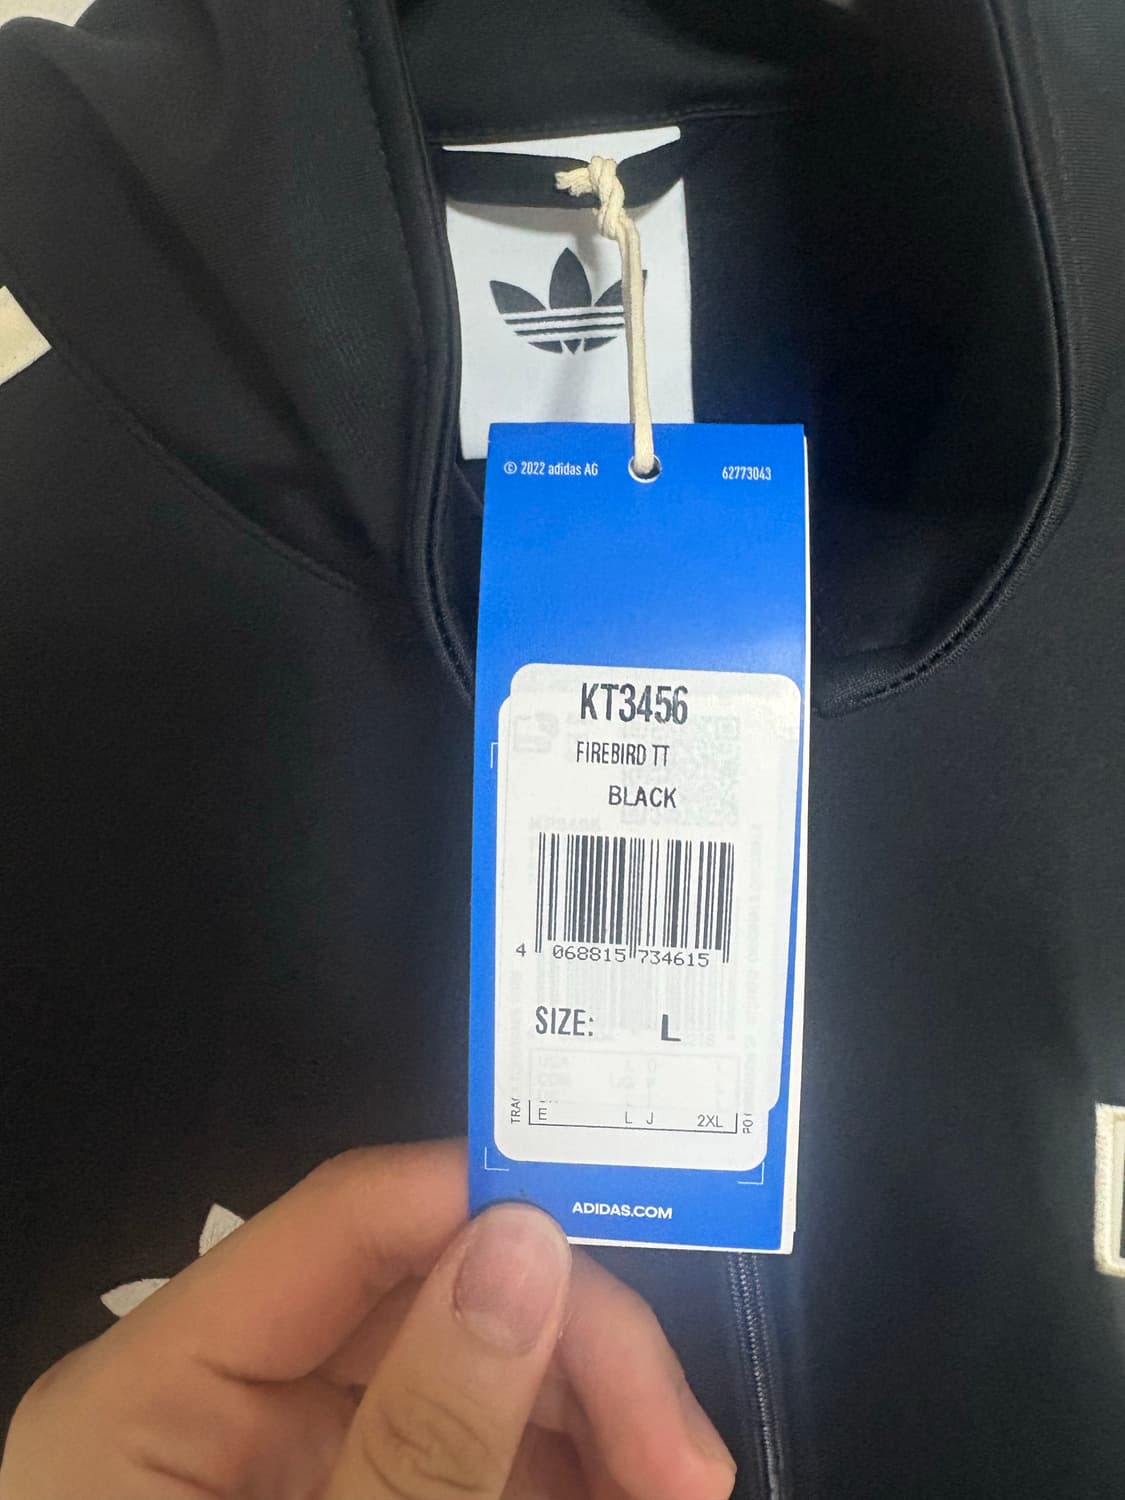 © 2022 adidas AG
62773043
KT3456
FIREBIRD TT
BLACK
4 068815 734615
SIZE: L
E L J 2XL
ADIDAS.COM